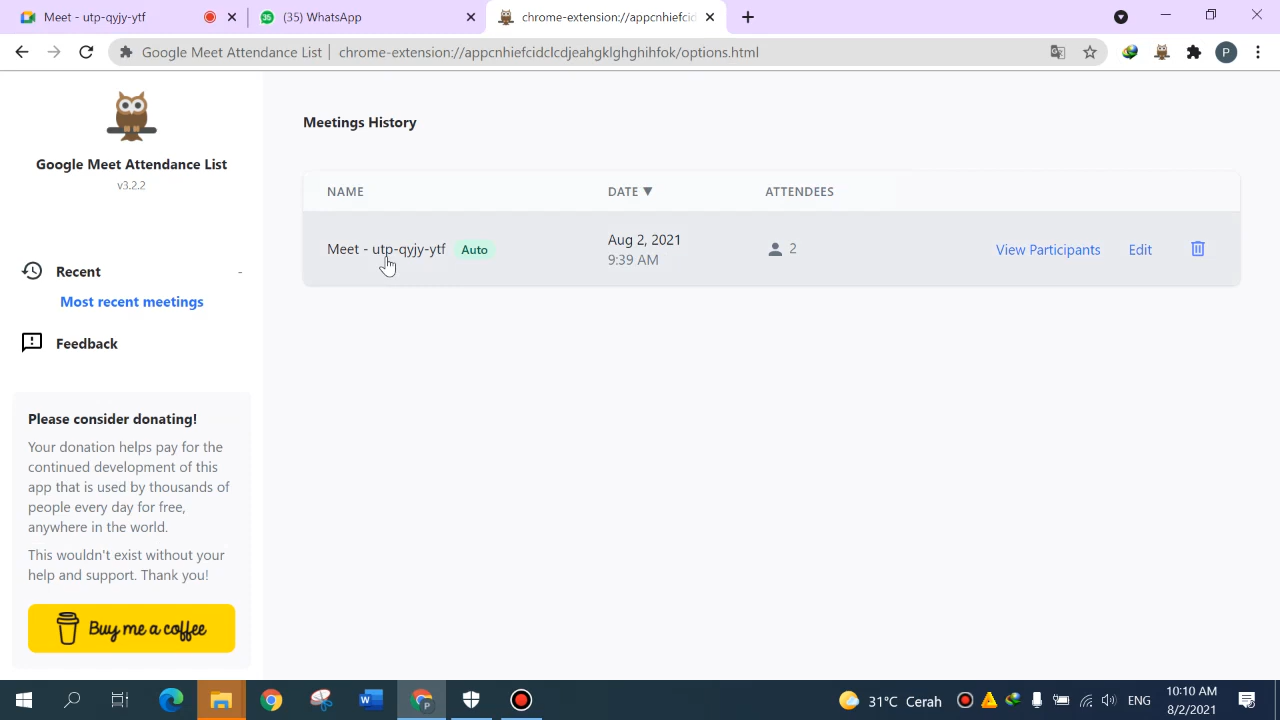 Meet - utp-qyjy-ytf
(35) WhatsApp
chrome-extension://appcnhiefcid
Google Meet Attendance List
chrome-extension://appcnhiefcidclcdjeahgklghghihfok/options.html
P
Google Meet Attendance List
v3.2.2
Recent
-
Most recent meetings
Feedback
Please consider donating!
Your donation helps pay for the
continued development of this
app that is used by thousands of
people every day for free,
anywhere in the world.
This wouldn't exist without your
help and support. Thank you!
Buy me a coffee
Meetings History
NAME
DATE ▼
ATTENDEES
Meet - utp-qyjy-ytf
Auto
Aug 2, 2021
9:39 AM
2
View Participants
Edit
31°C Cerah
ENG
10:10 AM
8/2/2021